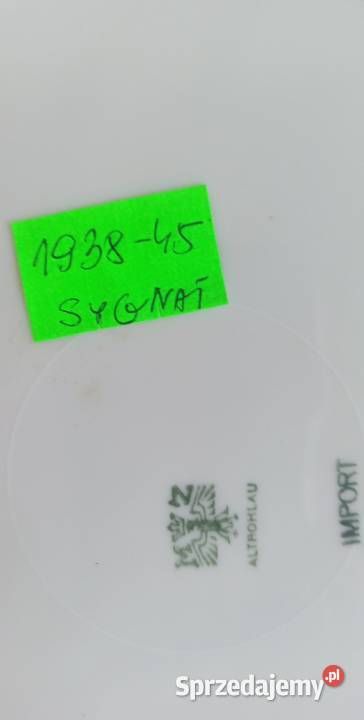 1938-45
SYGNAT
MZ
ALTROHLAU
IMPORT
Sprzedajemy.pl